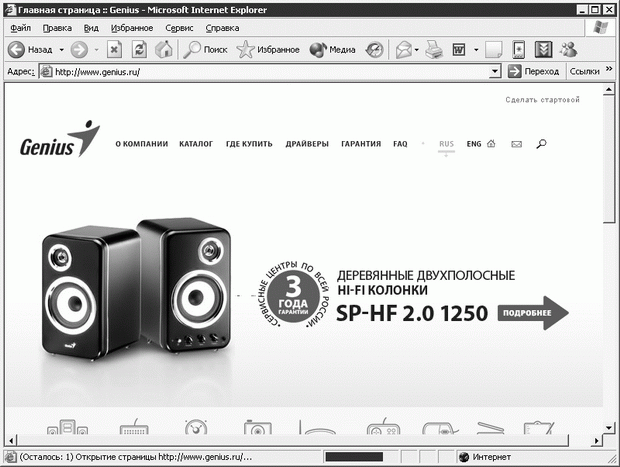 Главная страница :: Genius - Microsoft Internet Explorer
Файл Правка Вид Избранное Сервис Справка
Назад Поиск Избранное Медиа
Адрес: http://www.genius.ru/ Переход Ссылки »
Сделать стартовой
Genius О КОМПАНИИ КАТАЛОГ ГДЕ КУПИТЬ ДРАЙВЕРЫ ГАРАНТИЯ FAQ RUS ENG
СЕРВИСНЫЕ ЦЕНТРЫ ПО ВСЕЙ РОССИИ
3
ГОДА
ГАРАНТИИ
ДЕРЕВЯННЫЕ ДВУХПОЛОСНЫЕ
HI-FI КОЛОНКИ
SP-HF 2.0 1250 ПОДРОБНЕЕ
(Осталось: 1) Открытие страницы http://www.genius.ru/... Интернет